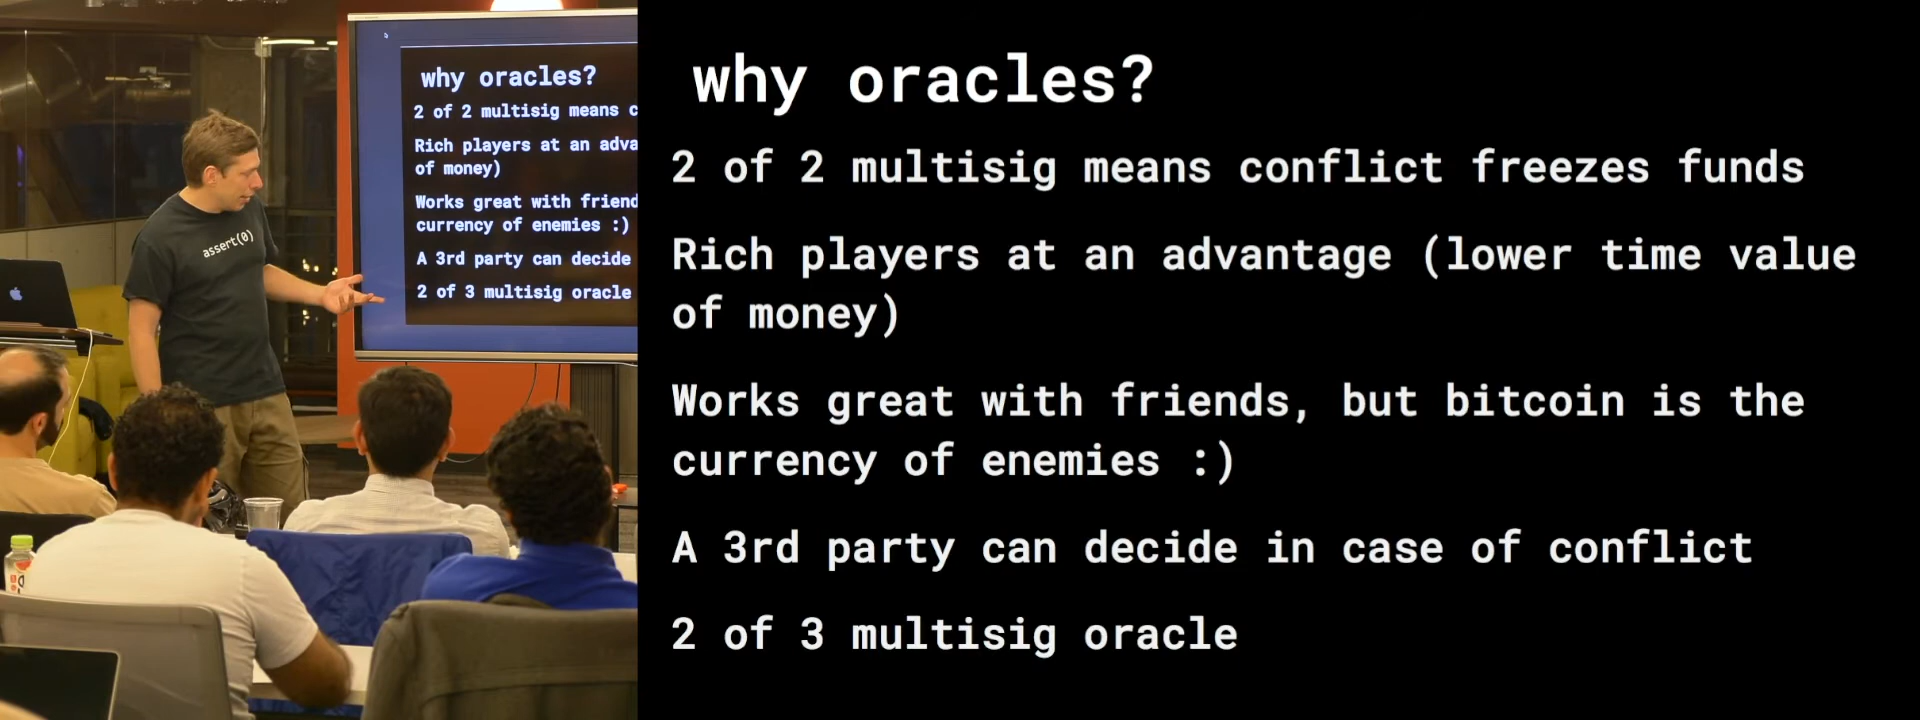 assert(0)
why oracles?
2 of 2 multisig means c
Rich players at an adva
of money)
Works great with friend
currency of enemies :)
A 3rd party can decide
2 of 3 multisig oracle
why oracles?
2 of 2 multisig means conflict freezes funds
Rich players at an advantage (lower time value
of money)
Works great with friends, but bitcoin is the
currency of enemies :)
A 3rd party can decide in case of conflict
2 of 3 multisig oracle